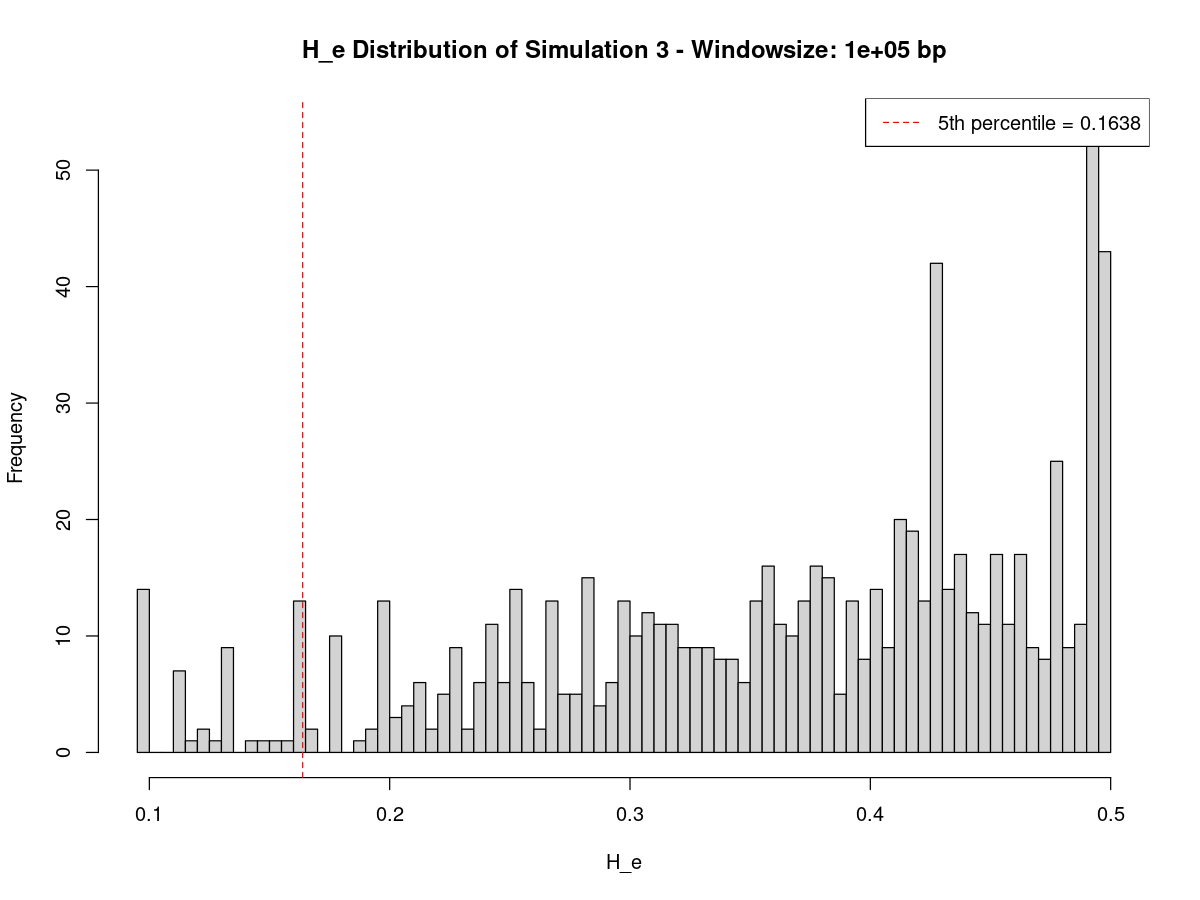 H_e Distribution of Simulation 3 - Windowsize: 1e+05 bp
5th percentile = 0.1638
50
40
30
20
10
0
Frequency
0.1 0.2 0.3 0.4 0.5
H_e